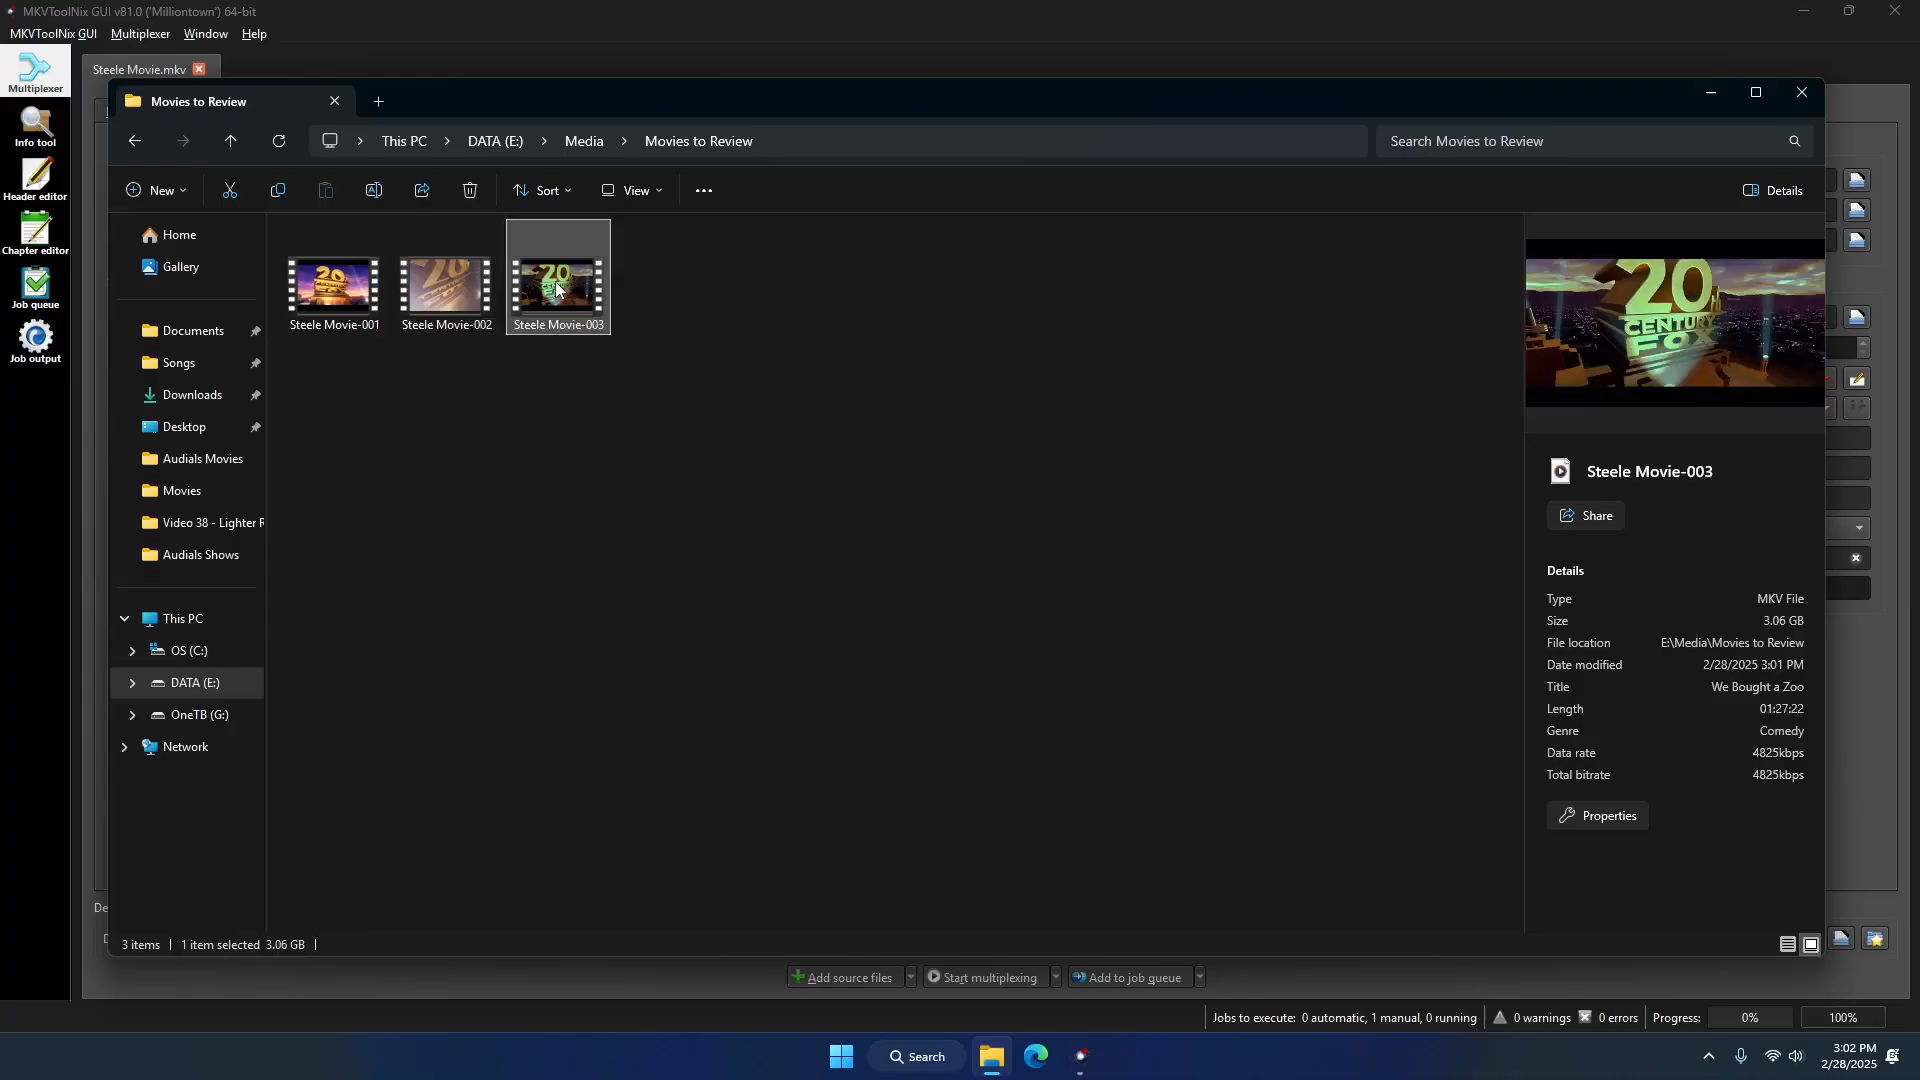 MKVToolNix GUI v81.0 ('Milliontown') 64-bit
MKVToolNix GUI Multiplexer Window Help
Steele Movie.mkv
Multiplexer
Info tool
Header editor
Chapter editor
Job queue
Job output
Movies to Review
This PC > DATA (E:) > Media > Movies to Review
Search Movies to Review
New Sort View Details
Home
Gallery
Documents
Songs
Downloads
Desktop
Audials Movies
Movies
Video 38 - Lighter R
Audials Shows
This PC
OS (C:)
DATA (E:)
OneTB (G:)
Network
Steele Movie-001
Steele Movie-002
Steele Movie-003
20
CENTURY
FOX
Steele Movie-003
Share
Details
Type MKV File
Size 3.06 GB
File location E:\Media\Movies to Review
Date modified 2/28/2025 3:01 PM
Title We Bought a Zoo
Length 01:27:22
Genre Comedy
Data rate 4825kbps
Total bitrate 4825kbps
Properties
3 items | 1 item selected 3.06 GB |
Add source files Start multiplexing Add to job queue
Jobs to execute: 0 automatic, 1 manual, 0 running 0 warnings 0 errors Progress: 0% 100%
Search
3:02 PM
2/28/2025